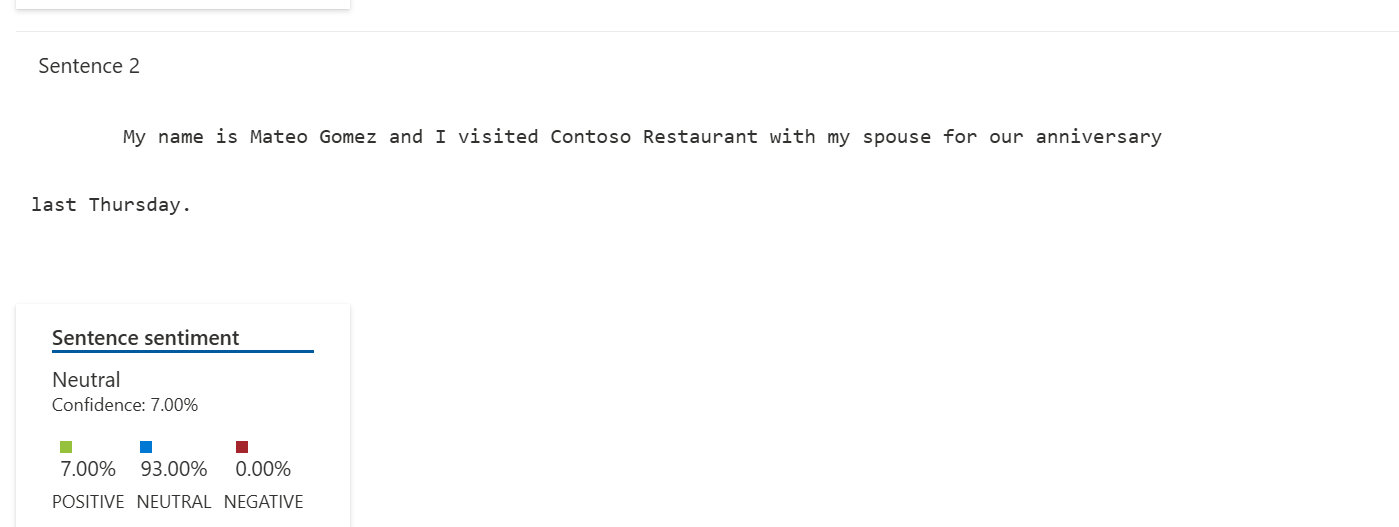 Sentence 2
My name is Mateo Gomez and I visited Contoso Restaurant with my spouse for our anniversary
last Thursday.
Sentence sentiment
Neutral
Confidence: 7.00%
7.00% 93.00% 0.00%
POSITIVE NEUTRAL NEGATIVE